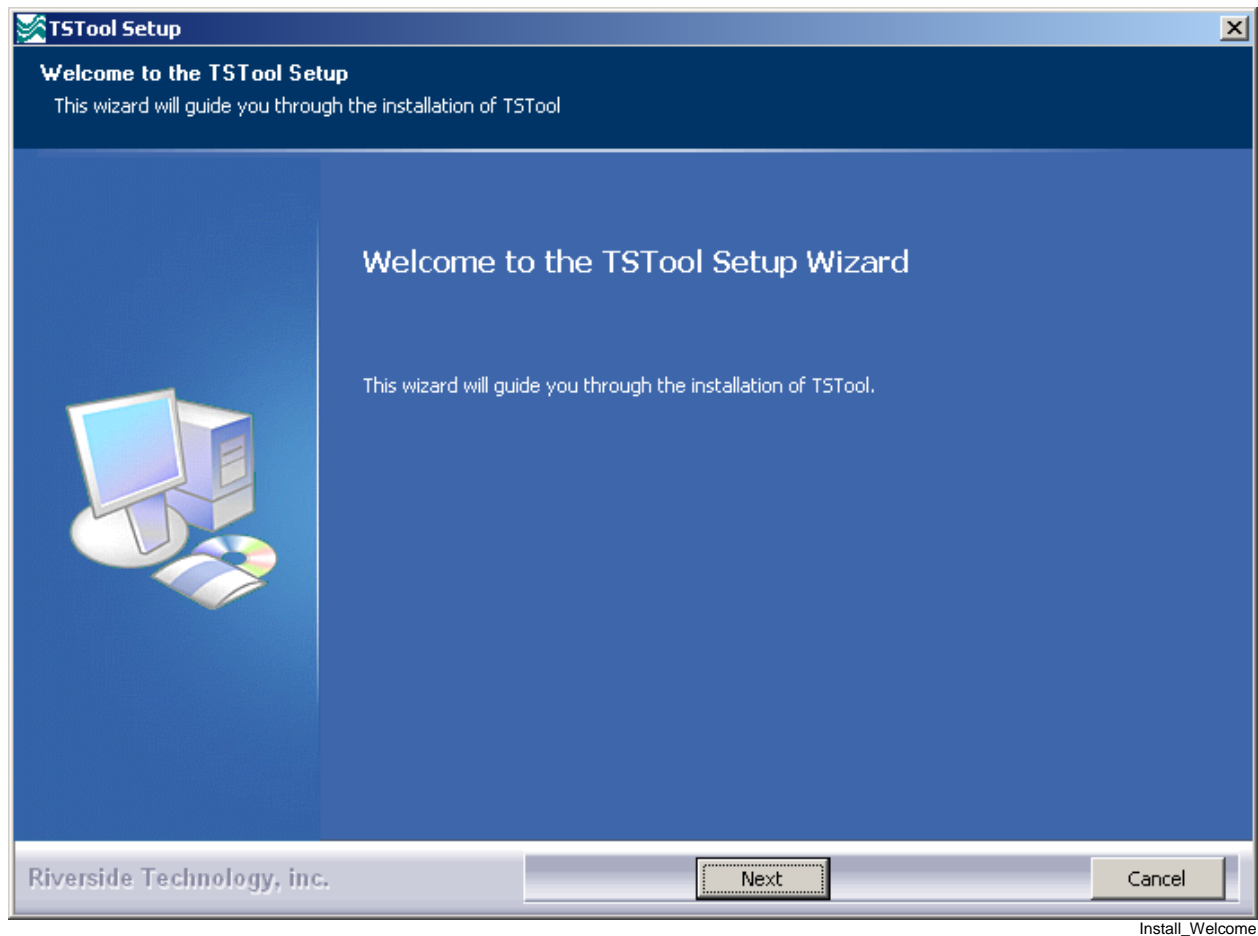 TSTool Setup
Welcome to the TSTool Setup
This wizard will guide you through the installation of TSTool
Welcome to the TSTool Setup Wizard
This wizard will guide you through the installation of TSTool.
Riverside Technology, inc.
Next
Cancel
Install_Welcome